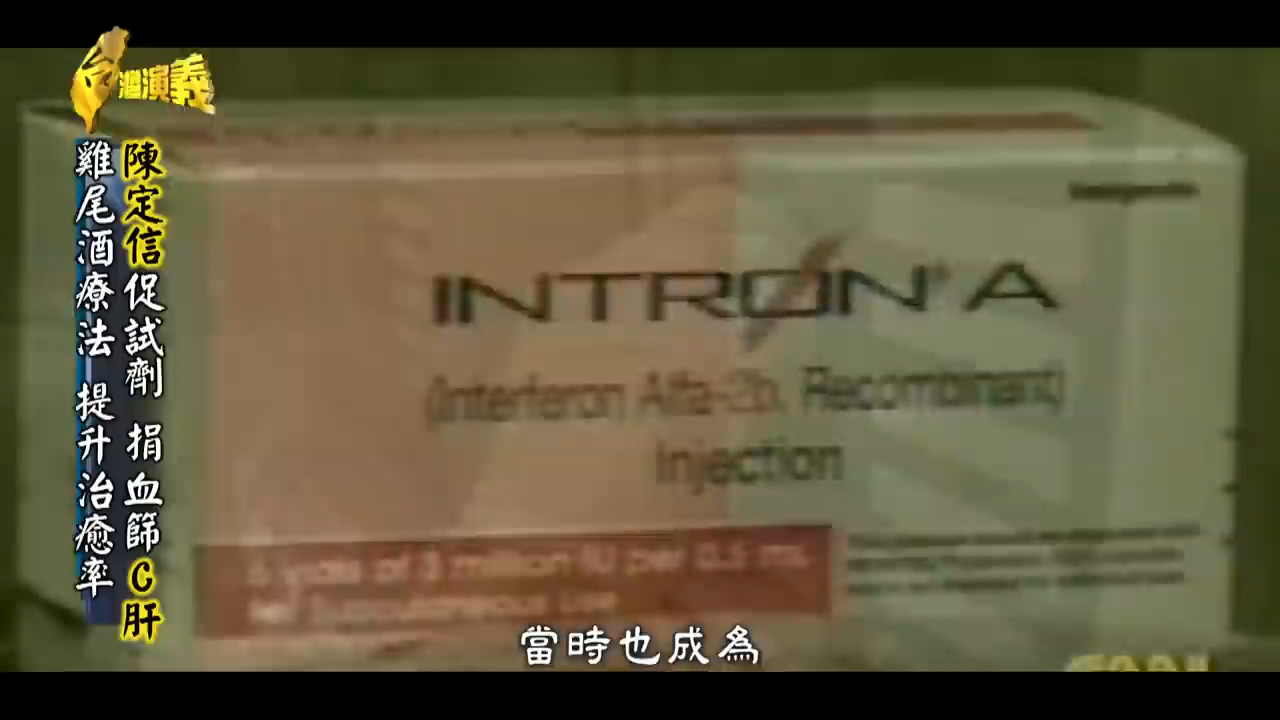 台灣演義
陳定信促試劑 捐血篩C肝
雞尾酒療法 提升治癒率
INTRON® A
(Interferon Alfa-2b, Recombinant)
Injection
6 vials of 3 million IU per 0.5 mL
Subcutaneous Use
當時也成為